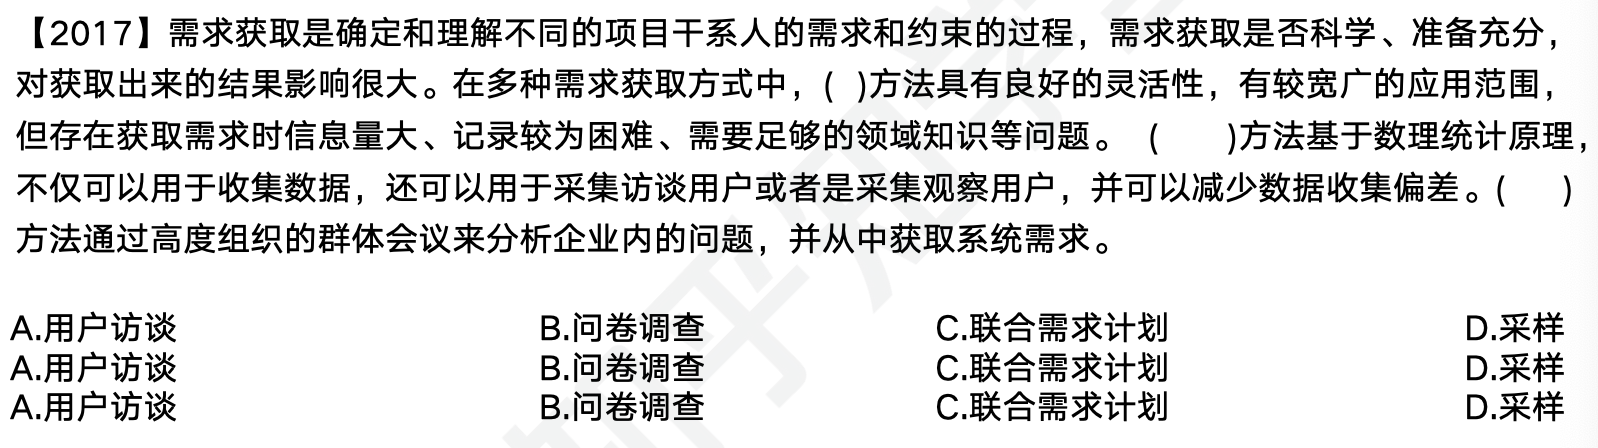 【2017】需求获取是确定和理解不同的项目干系人的需求和约束的过程，需求获取是否科学、准备充分，
对获取出来的结果影响很大。在多种需求获取方式中，( )方法具有良好的灵活性，有较宽广的应用范围，
但存在获取需求时信息量大、记录较为困难、需要足够的领域知识等问题。 ( )方法基于数理统计原理，
不仅可以用于收集数据，还可以用于采集访谈用户或者是采集观察用户，并可以减少数据收集偏差。( )
方法通过高度组织的群体会议来分析企业内的问题，并从中获取系统需求。
A.用户访谈 B.问卷调查 C.联合需求计划 D.采样
A.用户访谈 B.问卷调查 C.联合需求计划 D.采样
A.用户访谈 B.问卷调查 C.联合需求计划 D.采样